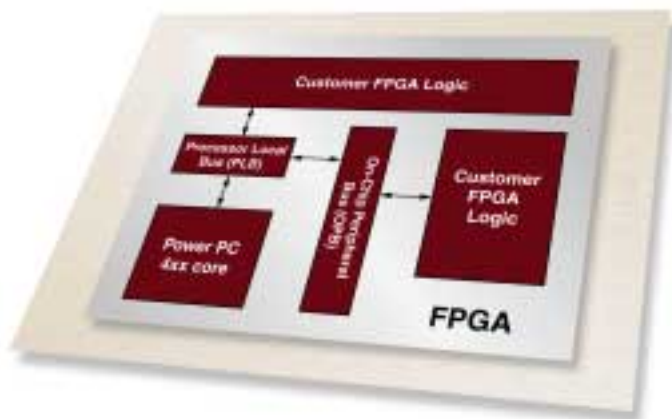 Customer FPGA Logic
Processor Local
Bus (PLB)
On-Chip Peripheral
Bus (OPB)
Customer
FPGA
Logic
Power PC
4xx core
FPGA